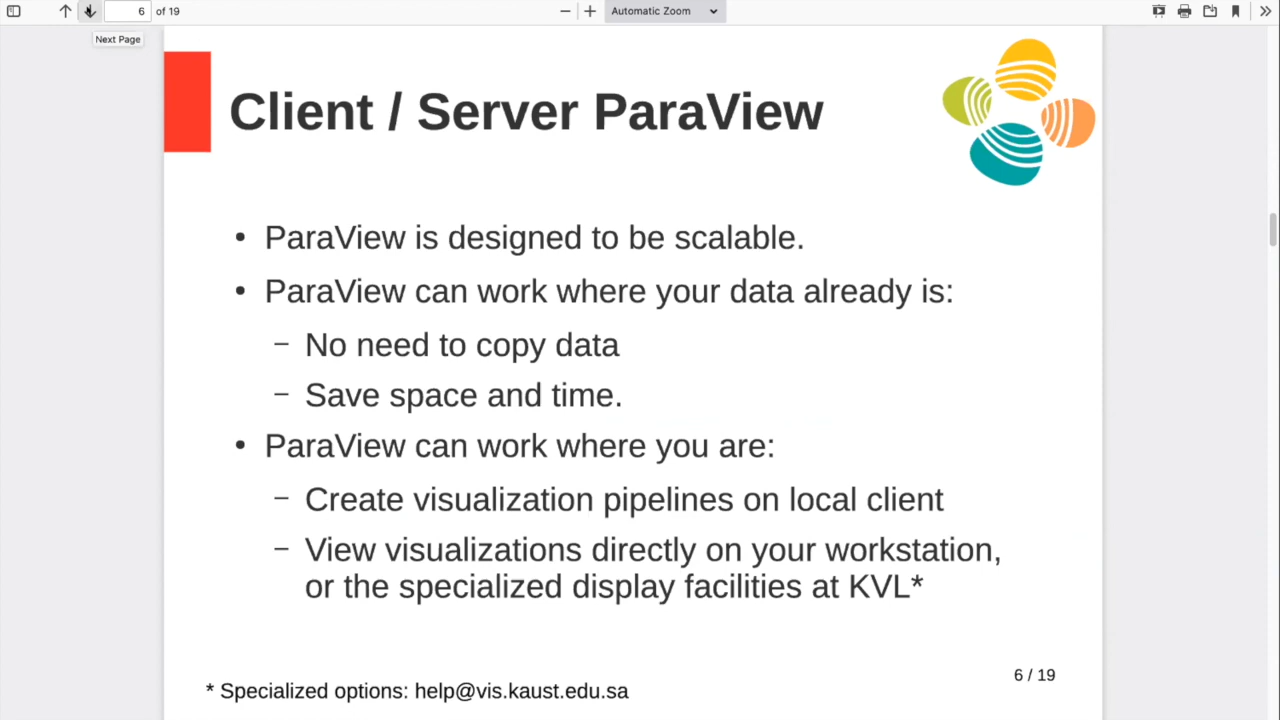 6 of 19
Automatic Zoom
Next Page
Client / Server ParaView
• ParaView is designed to be scalable.
• ParaView can work where your data already is:
– No need to copy data
– Save space and time.
• ParaView can work where you are:
– Create visualization pipelines on local client
– View visualizations directly on your workstation,
or the specialized display facilities at KVL*
6 / 19
* Specialized options: help@vis.kaust.edu.sa